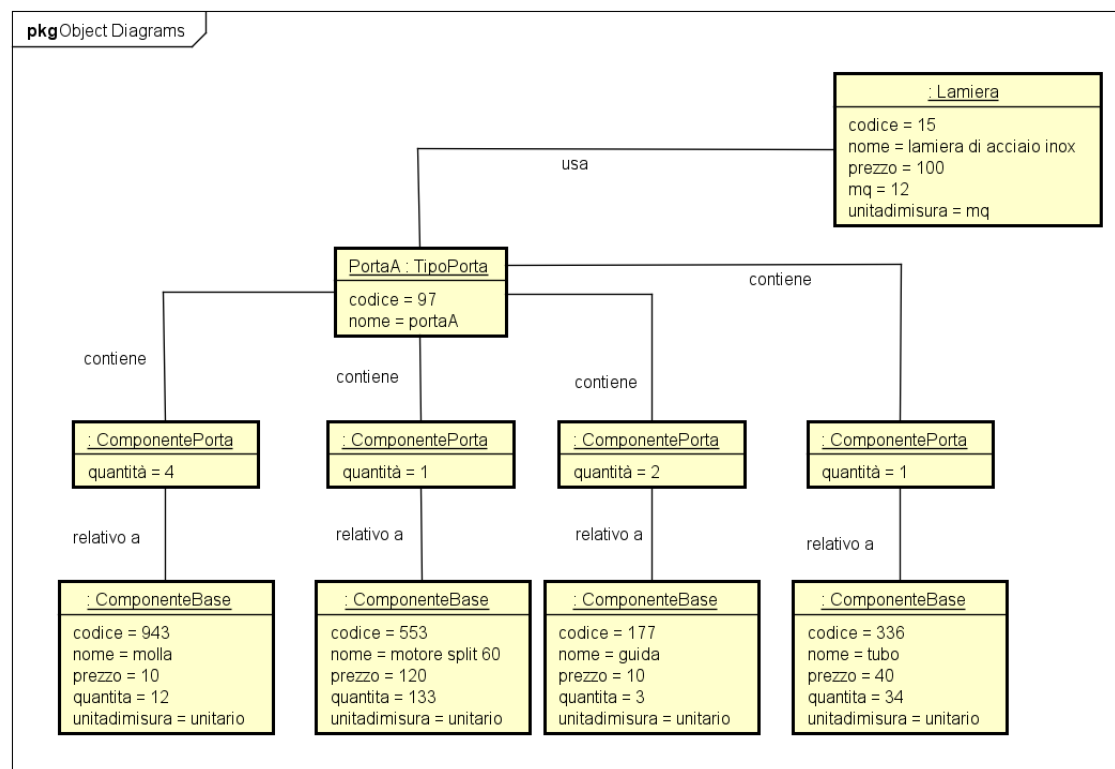 pkg Object Diagrams
: Lamiera
codice = 15
nome = lamiera di acciaio inox
prezzo = 100
mq = 12
unitadimisura = mq
usa
PortaA : TipoPorta
codice = 97
nome = portaA
contiene
contiene
contiene
contiene
: ComponentePorta
quantità = 4
: ComponentePorta
quantità = 1
: ComponentePorta
quantità = 2
: ComponentePorta
quantità = 1
relativo a
relativo a
relativo a
relativo a
: ComponenteBase
codice = 943
nome = molla
prezzo = 10
quantita = 12
unitadimisura = unitario
: ComponenteBase
codice = 553
nome = motore split 60
prezzo = 120
quantita = 133
unitadimisura = unitario
: ComponenteBase
codice = 177
nome = guida
prezzo = 10
quantita = 3
unitadimisura = unitario
: ComponenteBase
codice = 336
nome = tubo
prezzo = 40
quantita = 34
unitadimisura = unitario